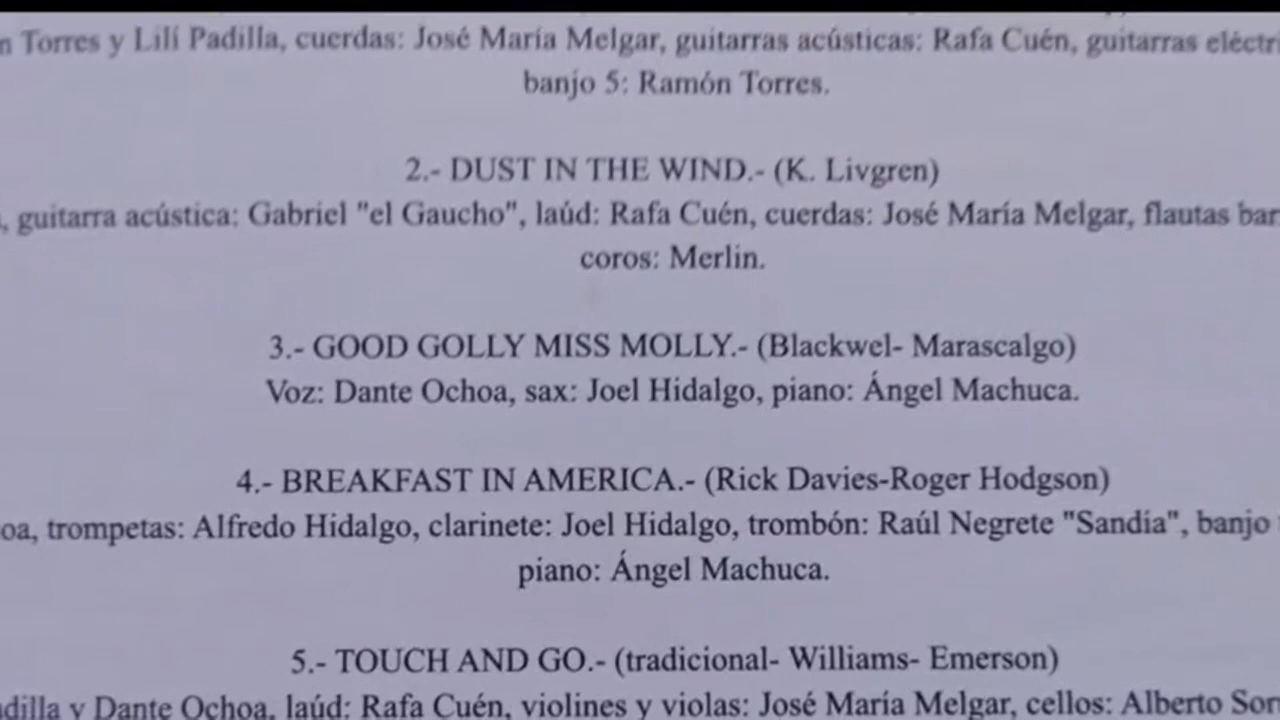 Torres y Lilí Padilla, cuerdas: José María Melgar, guitarras acústicas: Rafa Cuén, guitarras
banjo 5: Ramón Torres.
2.- DUST IN THE WIND.- (K. Livgren)
, guitarra acústica: Gabriel "el Gaucho", laúd: Rafa Cuén, cuerdas: José María Melgar, flautas
coros: Merlin.
3.- GOOD GOLLY MISS MOLLY.- (Blackwel- Marascalgo)
Voz: Dante Ochoa, sax: Joel Hidalgo, piano: Ángel Machuca.
4.- BREAKFAST IN AMERICA.- (Rick Davies-Roger Hodgson)
oa, trompetas: Alfredo Hidalgo, clarinete: Joel Hidalgo, trombón: Raúl Negrete "Sandía", banjo
piano: Ángel Machuca.
5.- TOUCH AND GO.- (tradicional- Williams- Emerson)
adilla y Dante Ochoa, laúd: Rafa Cuén, violines y violas: José María Melgar, cellos: Alberto